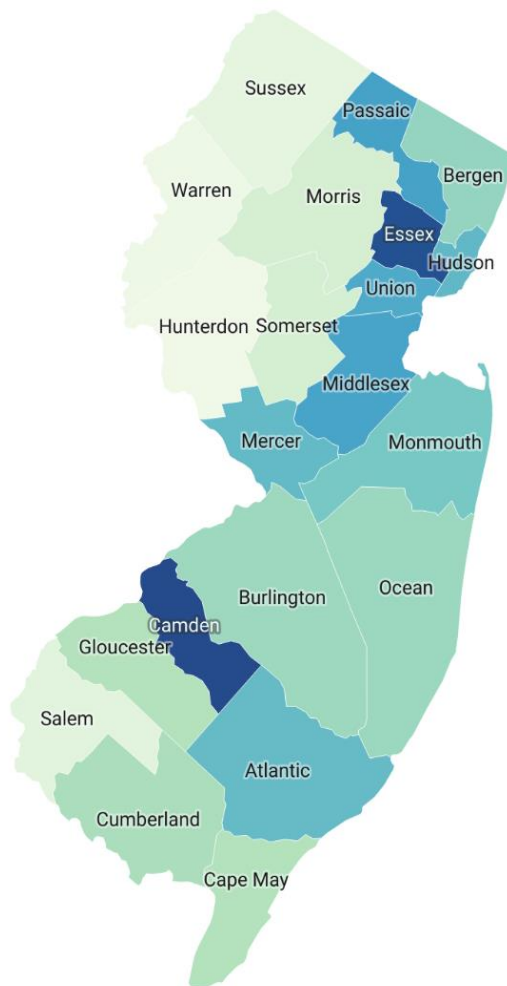 Sussex
Passaic
Bergen
Warren
Morris
Essex
Hudson
Union
Hunterdon
Somerset
Middlesex
Mercer
Monmouth
Burlington
Ocean
Camden
Gloucester
Salem
Atlantic
Cumberland
Cape May